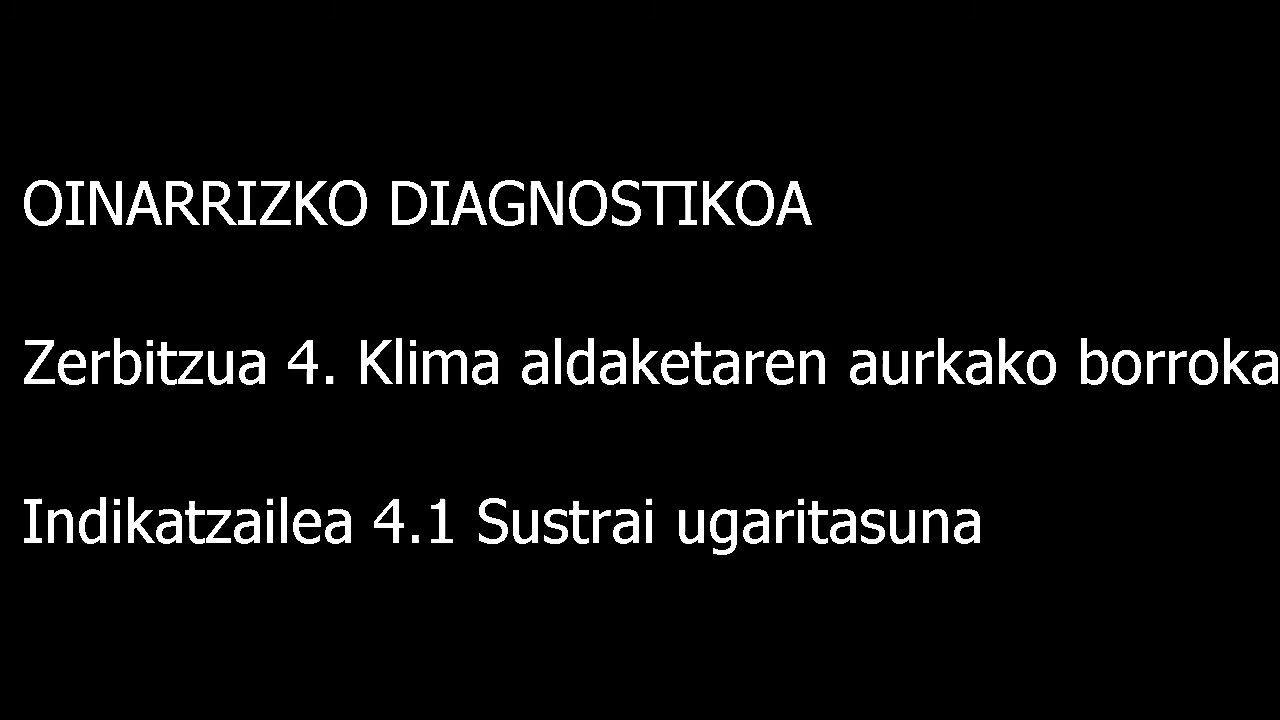 OINARRIZKO DIAGNOSTIKOA
Zerbitzua 4. Klima aldaketaren aurkako borroka
Indikatzailea 4.1 Sustrai ugaritasuna